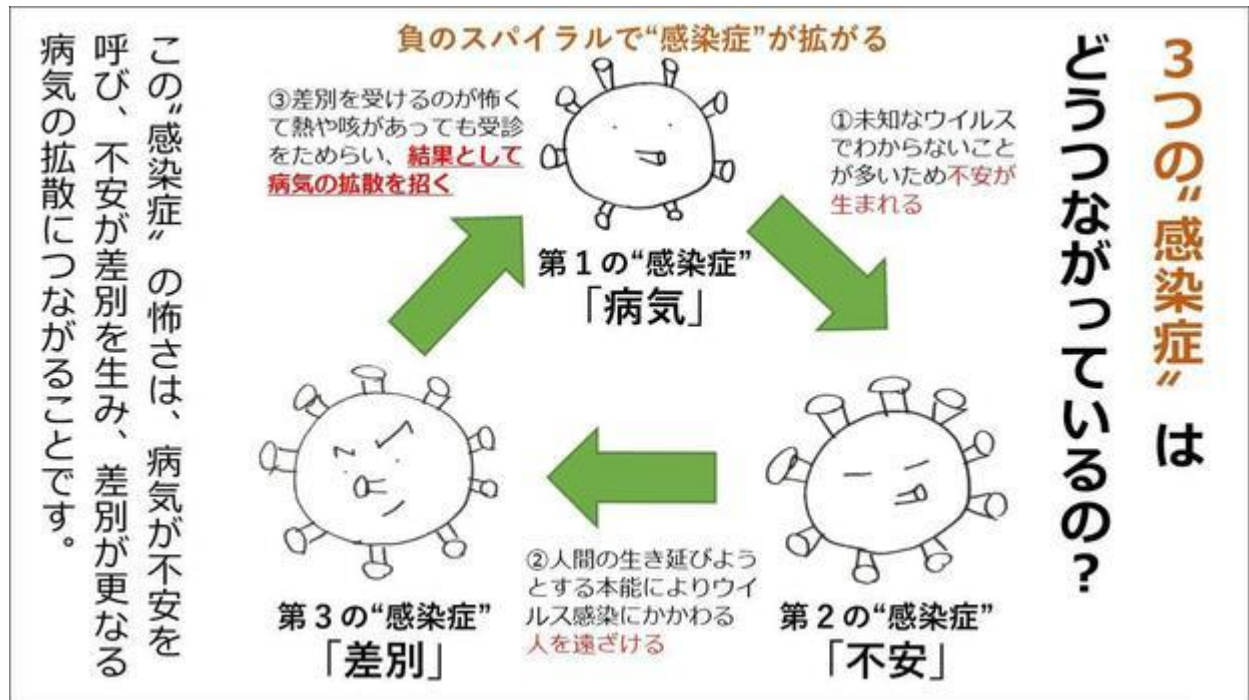 3つの〝感染症〟は
どうつながっているの？
負のスパイラルで“感染症”が拡がる
①未知なウイルス
でわからないこと
が多いため不安が
生まれる
③差別を受けるのが怖く
て熱や咳があっても受診
をためらい、結果として
病気の拡散を招く
第１の“感染症”
「病気」
②人間の生き延びよう
とする本能によりウイ
ルス感染にかかわる
人を遠ざける
第２の“感染症”
「不安」
第３の“感染症”
「差別」
この〝感染症〟の怖さは、病気が不安を
呼び、不安が差別を生み、差別が更なる
病気の拡散につながることです。